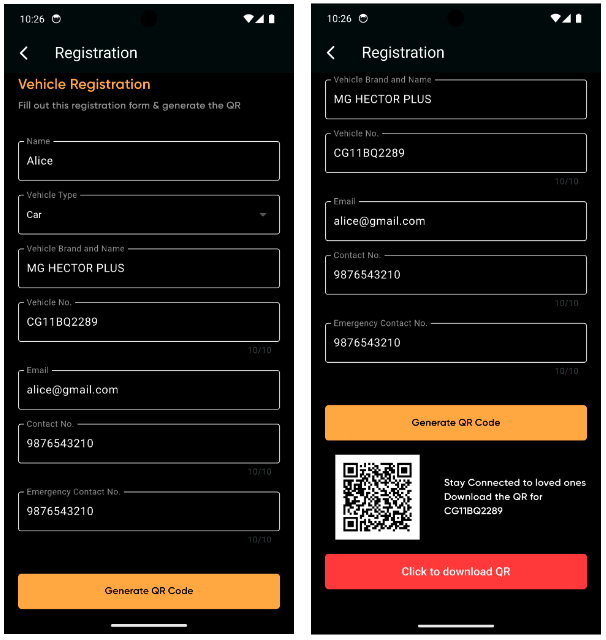 10:26
Registration
Vehicle Registration
Fill out this registration form & generate the QR
Name
Alice
Vehicle Type
Car
Vehicle Brand and Name
MG HECTOR PLUS
Vehicle No.
CG11BQ2289
10/10
Email
alice@gmail.com
Contact No.
9876543210
10/10
Emergency Contact No.
9876543210
10/10
Generate QR Code
10:26
Registration
Vehicle Brand and Name
MG HECTOR PLUS
Vehicle No.
CG11BQ2289
10/10
Email
alice@gmail.com
Contact No.
9876543210
10/10
Emergency Contact No.
9876543210
10/10
Generate QR Code
Stay Connected to loved ones
Download the QR for
CG11BQ2289
Click to download QR